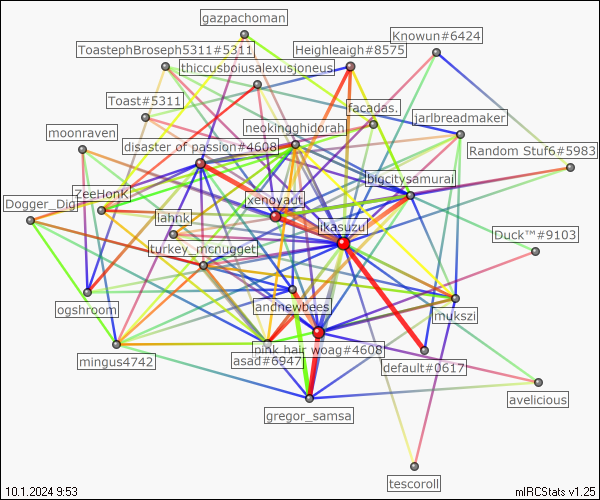 gazpachoman
Knowun#6424
ToastephBroseph5311#5311
Heighleaigh#8575
thiccusboiusalexusjoneus
Toast#5311
facadas.
jarlbreadmaker
neokingghidorah
moonraven
disaster of passion#4608
Random Stuf6#5983
bigcitysamurai
ZeeHonk
xenoyaut
Dogger_Dig
lahnk
ikasuzu
Duck™#9103
turkey_mcnugget
ogshroom
andnewbees
mukszi
pink hair woag#4608
mingus4742
asad#6947
default#0617
avelicious
gregor_samsa
tescoroll
10.1.2024 9:53
mIRCStats v1.25